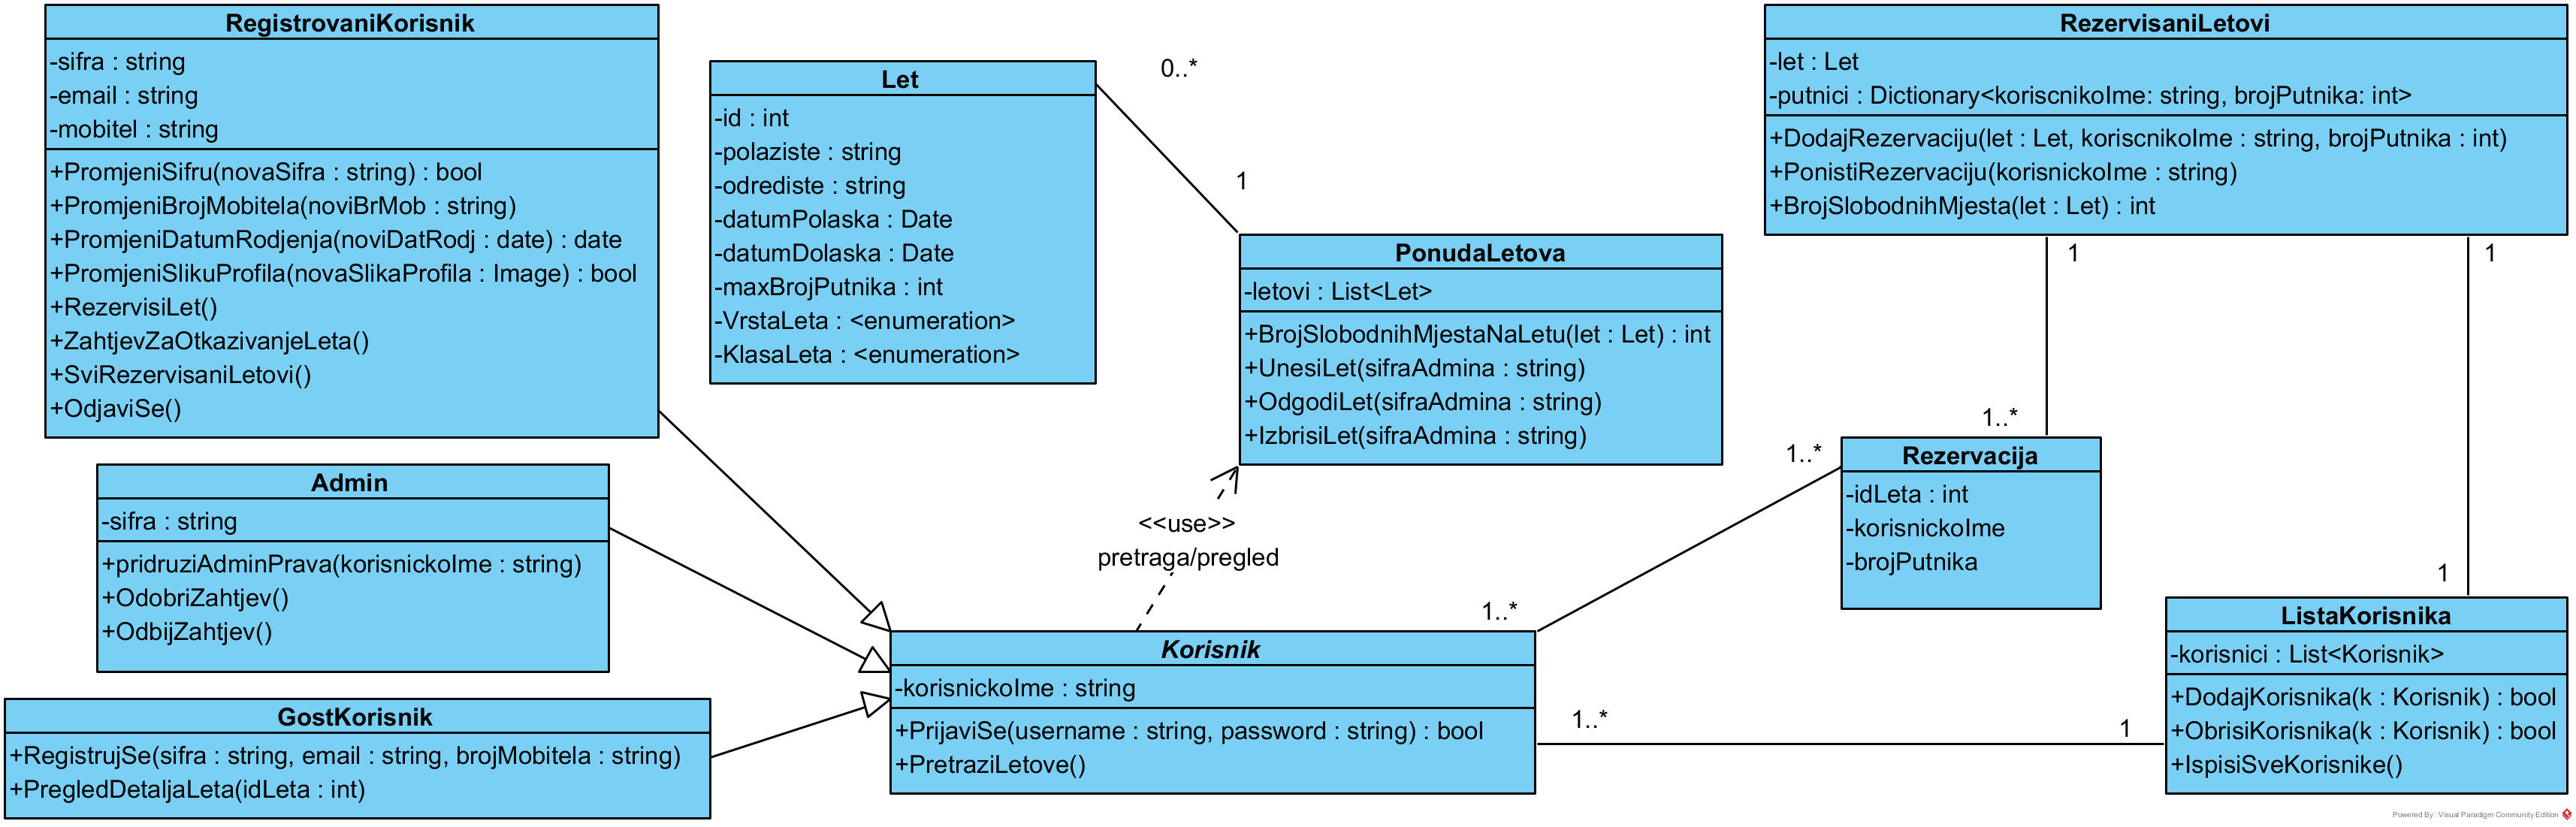 RegistrovaniKorisnik
-sifra : string
-email : string
-mobitel : string
+PromjeniSifru(novaSifra : string) : bool
+PromjeniBrojMobitela(noviBrMob : string)
+PromjeniDatumRodjenja(noviDatRodj : date) : date
+PromjeniSlikuProfila(novaSlikaProfila : Image) : bool
+RezervisiLet()
+ZahtjevZaOtkazivanjeLeta()
+SviRezervisaniLetovi()
+OdjaviSe()
Let
-id : int
-polaziste : string
-odrediste : string
-datumPolaska : Date
-datumDolaska : Date
-maxBrojPutnika : int
-VrstaLeta : <enumeration>
-KlasaLeta : <enumeration>
0..*
1
PonudaLetova
-letovi : List<Let>
+BrojSlobodnihMjestaNaLetu(let : Let) : int
+UnesiLet(sifraAdmina : string)
+OdgodiLet(sifraAdmina : string)
+IzbrisiLet(sifraAdmina : string)
RezervisaniLetovi
-let : Let
-putnici : Dictionary<koriscnikoIme: string, brojPutnika: int>
+DodajRezervaciju(let : Let, koriscnikoIme : string, brojPutnika : int)
+PonistiRezervaciju(korisnickoIme : string)
+BrojSlobodnihMjesta(let : Let) : int
1
1
1..*
1..*
Rezervacija
-idLeta : int
-korisnickoIme
-brojPutnika
Admin
-sifra : string
+pridruziAdminPrava(korisnickoIme : string)
+OdobriZahtjev()
+OdbijZahtjev()
<<use>>
pretraga/pregled
1..*
1
GostKorisnik
+RegistrujSe(sifra : string, email : string, brojMobitela : string)
+PregledDetaljaLeta(idLeta : int)
Korisnik
-korisnickoIme : string
+PrijaviSe(username : string, password : string) : bool
+PretraziLetove()
1..*
1
ListaKorisnika
-korisnici : List<Korisnik>
+DodajKorisnika(k : Korisnik) : bool
+ObrisiKorisnika(k : Korisnik) : bool
+IspisiSveKorisnike()
Powered By Visual Paradigm Community Edition